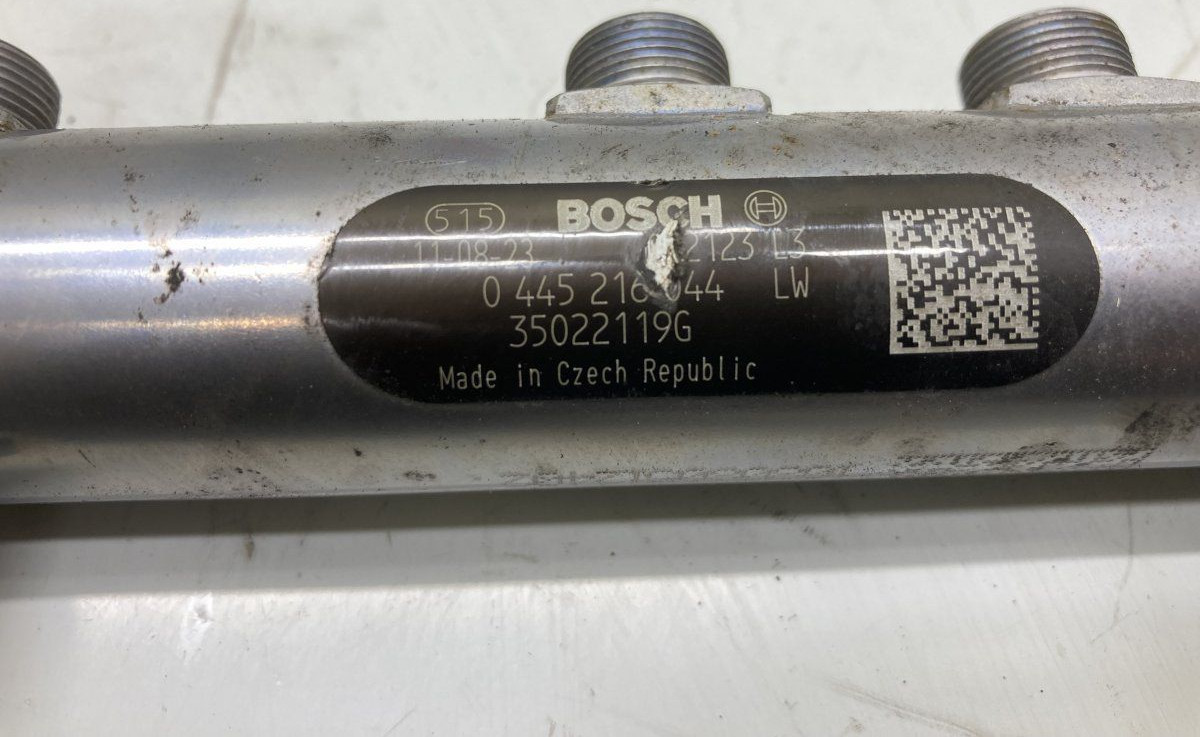 515 BOSCH
11-08-23 2123 L3
0 445 216 044 LW
35022119G
Made in Czech Republic